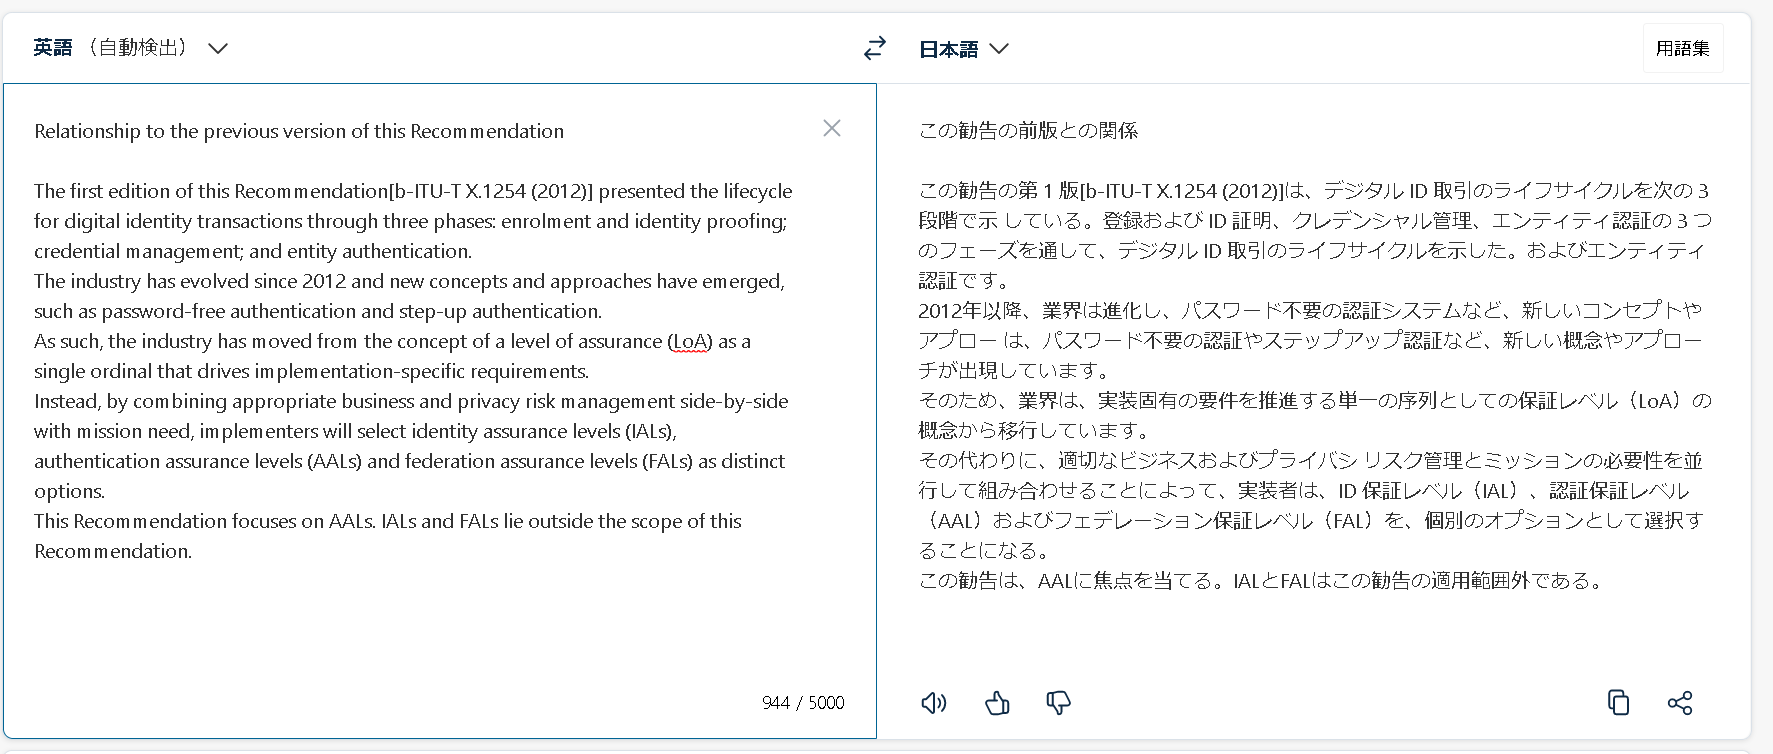 英語 （自動検出）
日本語
用語集
Relationship to the previous version of this Recommendation
The first edition of this Recommendation[b-ITU-T X.1254 (2012)] presented the lifecycle
for digital identity transactions through three phases: enrolment and identity proofing;
credential management; and entity authentication.
The industry has evolved since 2012 and new concepts and approaches have emerged,
such as password-free authentication and step-up authentication.
As such, the industry has moved from the concept of a level of assurance (LoA) as a
single ordinal that drives implementation-specific requirements.
Instead, by combining appropriate business and privacy risk management side-by-side
with mission need, implementers will select identity assurance levels (IALs),
authentication assurance levels (AALs) and federation assurance levels (FALs) as distinct
options.
This Recommendation focuses on AALs. IALs and FALs lie outside the scope of this
Recommendation.
944 / 5000
この勧告の前版との関係
この勧告の第 1 版[b-ITU-T X.1254 (2012)]は、デジタル ID 取引のライフサイクルを次の 3
段階で示 している。登録および ID 証明、クレデンシャル管理、エンティティ認証の 3 つ
のフェーズを通して、デジタル ID 取引のライフサイクルを示した。およびエンティティ
認証です。
2012年以降、業界は進化し、パスワード不要の認証システムなど、新しいコンセプトや
アプロー は、パスワード不要の認証やステップアップ認証など、新しい概念やアプロー
チが出現しています。
そのため、業界は、実装固有の要件を推進する単一の序列としての保証レベル（LoA）の
概念から移行しています。
その代わりに、適切なビジネスおよびプライバシ リスク管理とミッションの必要性を並
行して組み合わせることによって、実装者は、ID 保証レベル（IAL）、認証保証レベル
（AAL）およびフェデレーション保証レベル（FAL）を、個別のオプションとして選択す
ることになる。
この勧告は、AALに焦点を当てる。IALとFALはこの勧告の適用範囲外である。